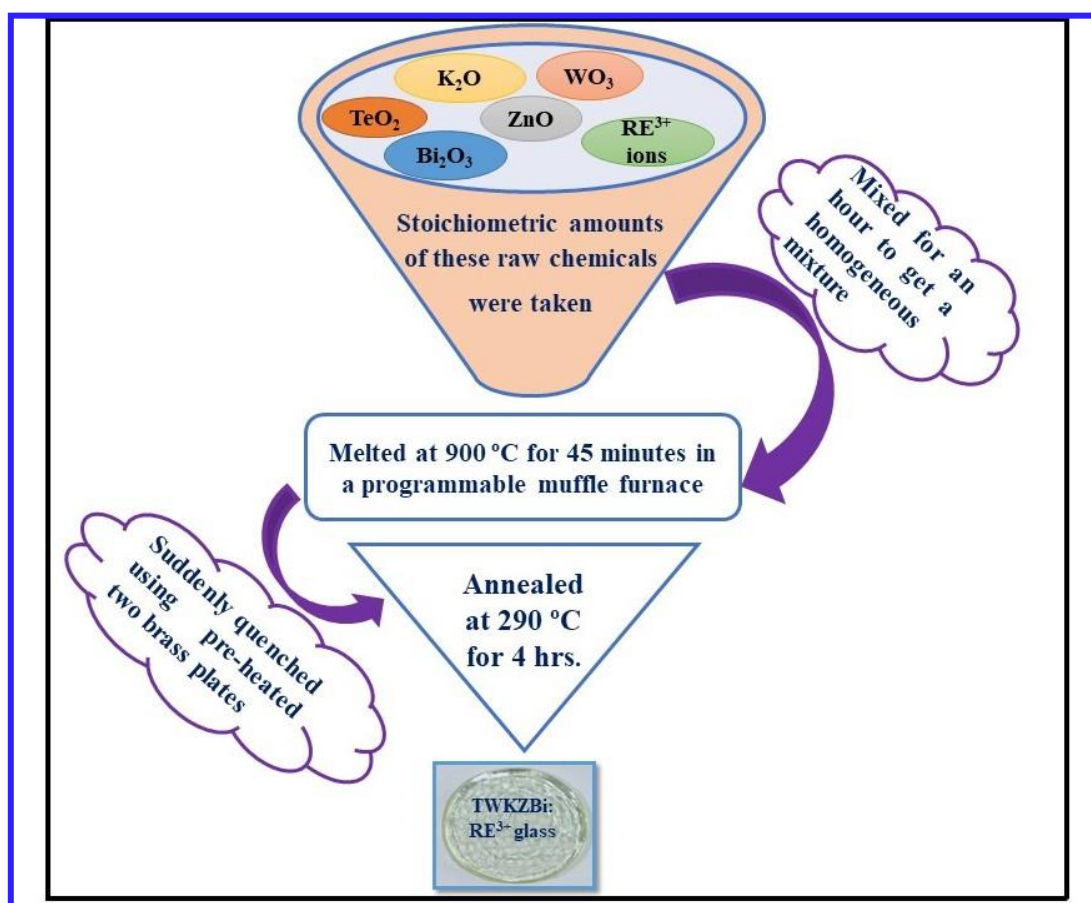 K₂O
WO₃
TeO₂
ZnO
RE³⁺
ions
Bi₂O₃
Stoichiometric amounts
of these raw chemicals
were taken
Mixed for an
hour to get a
homogeneous
mixture
Melted at 900 ºC for 45 minutes in
a programmable muffle furnace
Suddenly quenched
using pre-heated
two brass plates
Annealed
at 290 ºC
for 4 hrs.
TWKZBi:
RE³⁺ glass